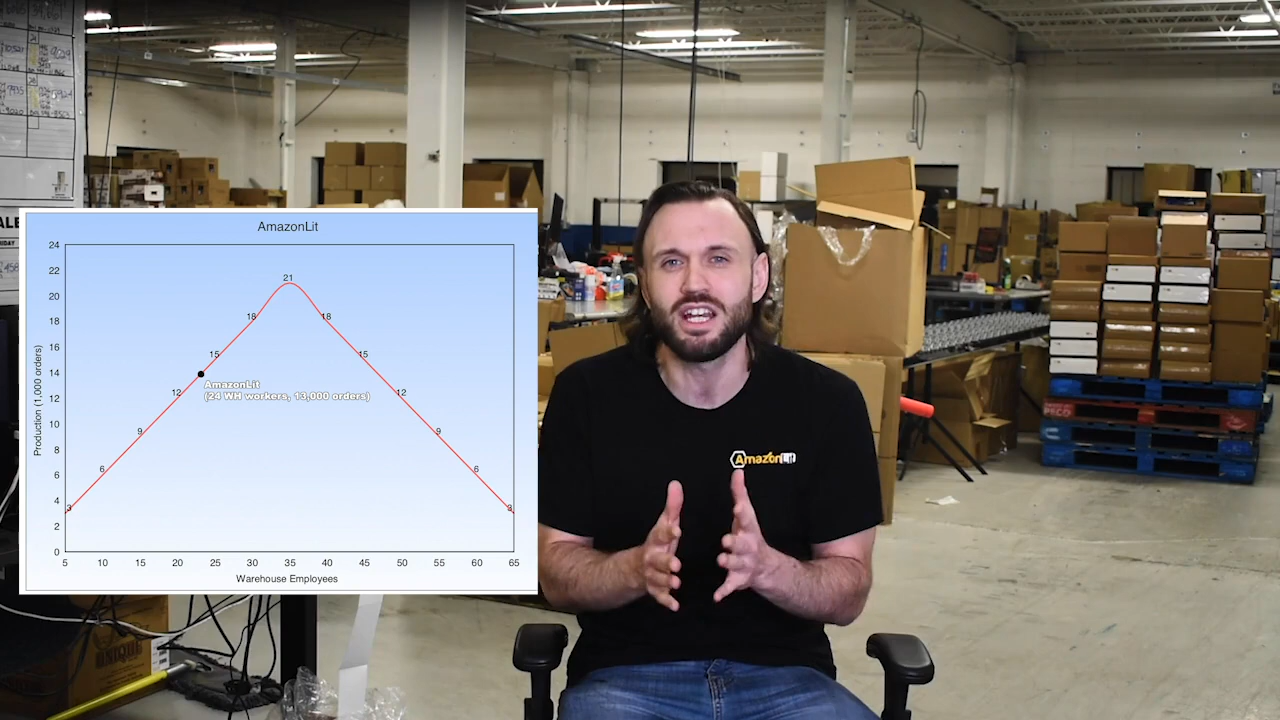 AmazonLit
24
22
20
18
16
14
12
10
8
6
4
2
0
Production (1,000 orders)
3
6
9
12
15
18
21
18
15
12
9
6
3
AmazonLit
(24 WH workers, 13,000 orders)
5 10 15 20 25 30 35 40 45 50 55 60 65
Warehouse Employees
AmazonLit
PECO
UNIQUE